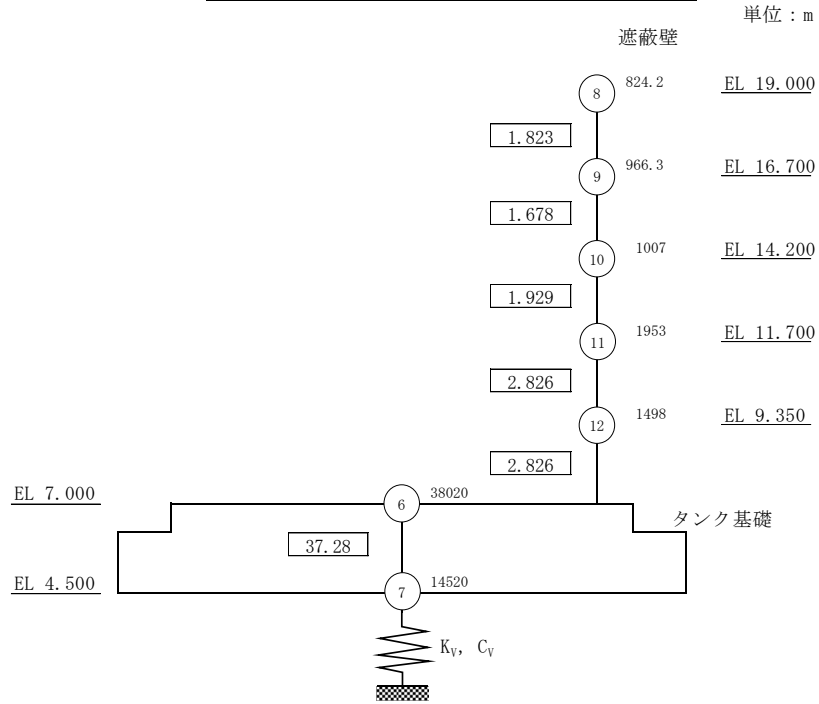 単位：m
遮蔽壁
8 824.2 EL 19.000
1.823
9 966.3 EL 16.700
1.678
10 1007 EL 14.200
1.929
11 1953 EL 11.700
2.826
12 1498 EL 9.350
2.826
EL 7.000 6 38020
タンク基礎
37.28
EL 4.500 7 14520
KV, CV